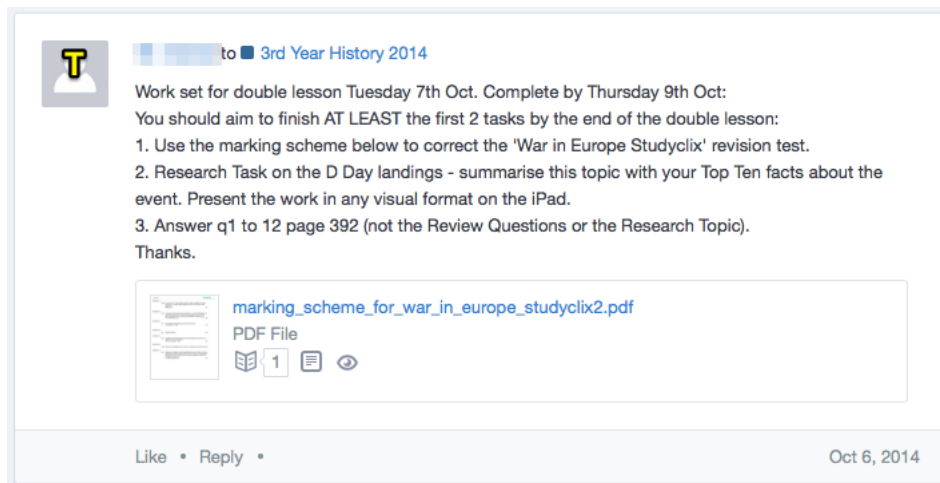 T
to 3rd Year History 2014
Work set for double lesson Tuesday 7th Oct. Complete by Thursday 9th Oct:
You should aim to finish AT LEAST the first 2 tasks by the end of the double lesson:
1. Use the marking scheme below to correct the 'War in Europe Studyclix' revision test.
2. Research Task on the D Day landings - summarise this topic with your Top Ten facts about the
event. Present the work in any visual format on the iPad.
3. Answer q1 to 12 page 392 (not the Review Questions or the Research Topic).
Thanks.
marking_scheme_for_war_in_europe_studyclix2.pdf
PDF File
1
Like • Reply •
Oct 6, 2014